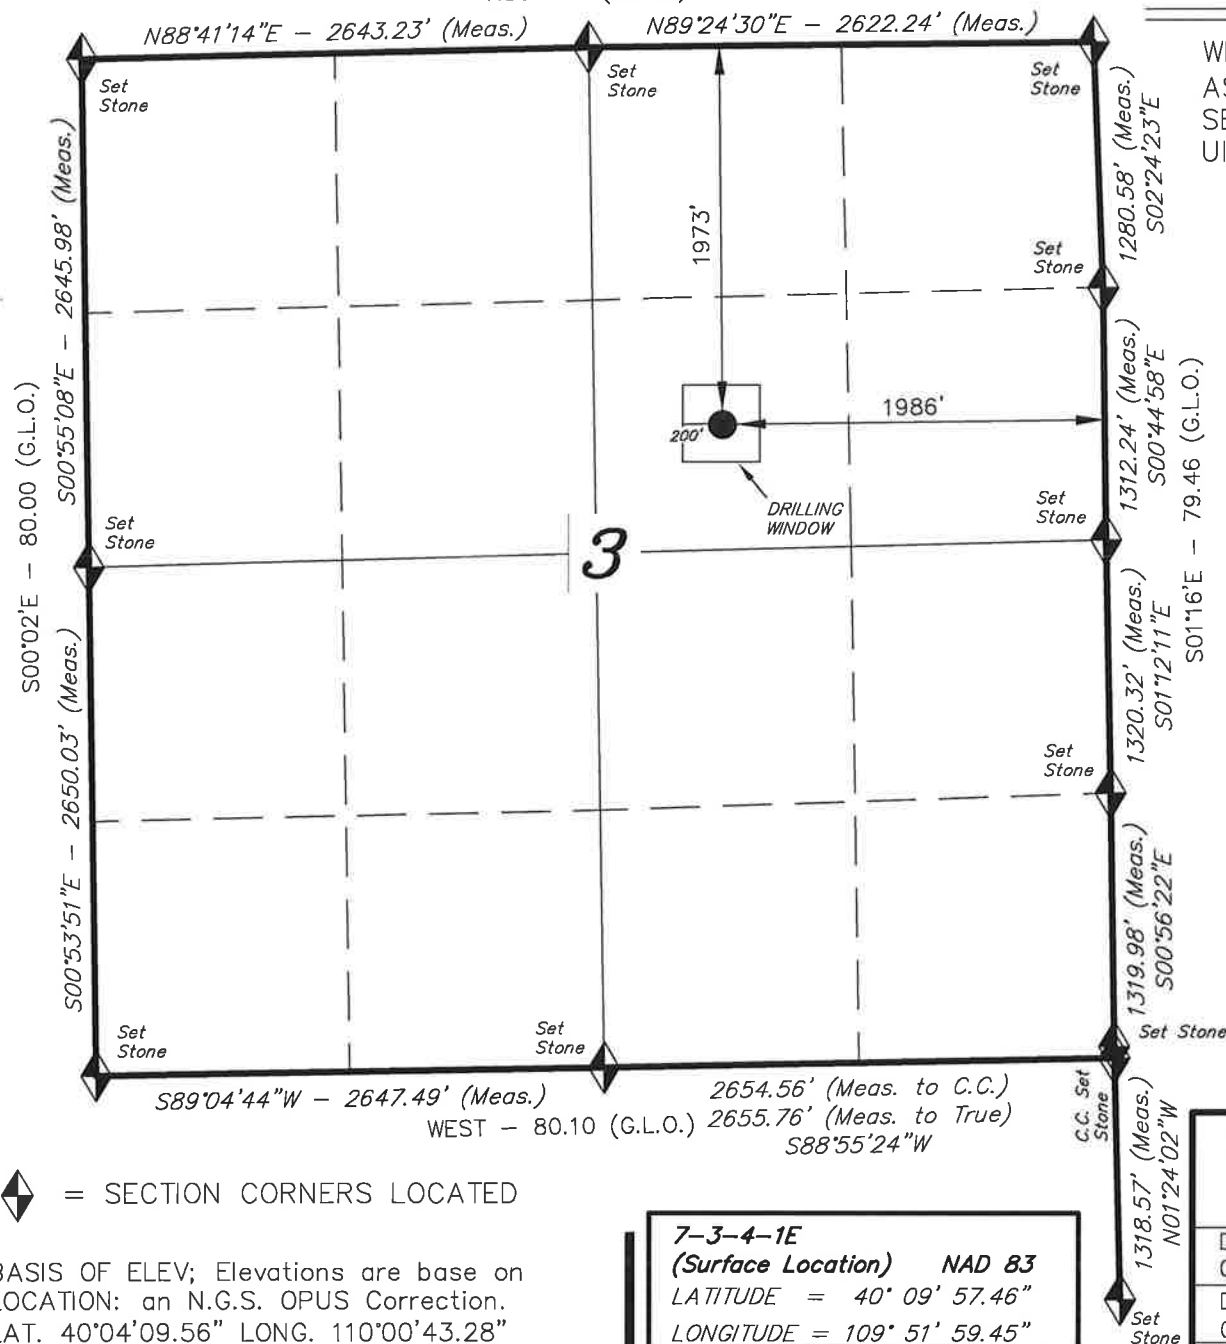 N88°41'14"E - 2643.23' (Meas.)
N89°24'30"E - 2622.24' (Meas.)
Set
Stone
Set
Stone
Set
Stone
1280.58' (Meas.)
S02°24'23"E
S00°55'08"E - 2645.98' (Meas.)
1973'
Set
Stone
1986'
200'
DRILLING
WINDOW
1312.24' (Meas.)
S00°44'58"E
S00°02'E - 80.00 (G.L.O.)
S01°16'E - 79.46 (G.L.O.)
Set
Stone
Set
Stone
3
1320.32' (Meas.)
S01°12'11"E
S00°53'51"E - 2650.03' (Meas.)
Set
Stone
1319.98' (Meas.)
S00°56'22"E
Set
Stone
Set
Stone
Set Stone
S89°04'44"W - 2647.49' (Meas.)
2654.56' (Meas. to C.C.)
WEST - 80.10 (G.L.O.)
2655.76' (Meas. to True)
S88°55'24"W
C.C. Set
Stone
1318.57' (Meas.)
N01°24'02"W
Set
Stone
= SECTION CORNERS LOCATED
BASIS OF ELEV; Elevations are base on
LOCATION: an N.G.S. OPUS Correction.
LAT. 40°04'09.56" LONG. 110°00'43.28"
7-3-4-1E
(Surface Location) NAD 83
LATITUDE = 40° 09' 57.46"
LONGITUDE = 109° 51' 59.45"